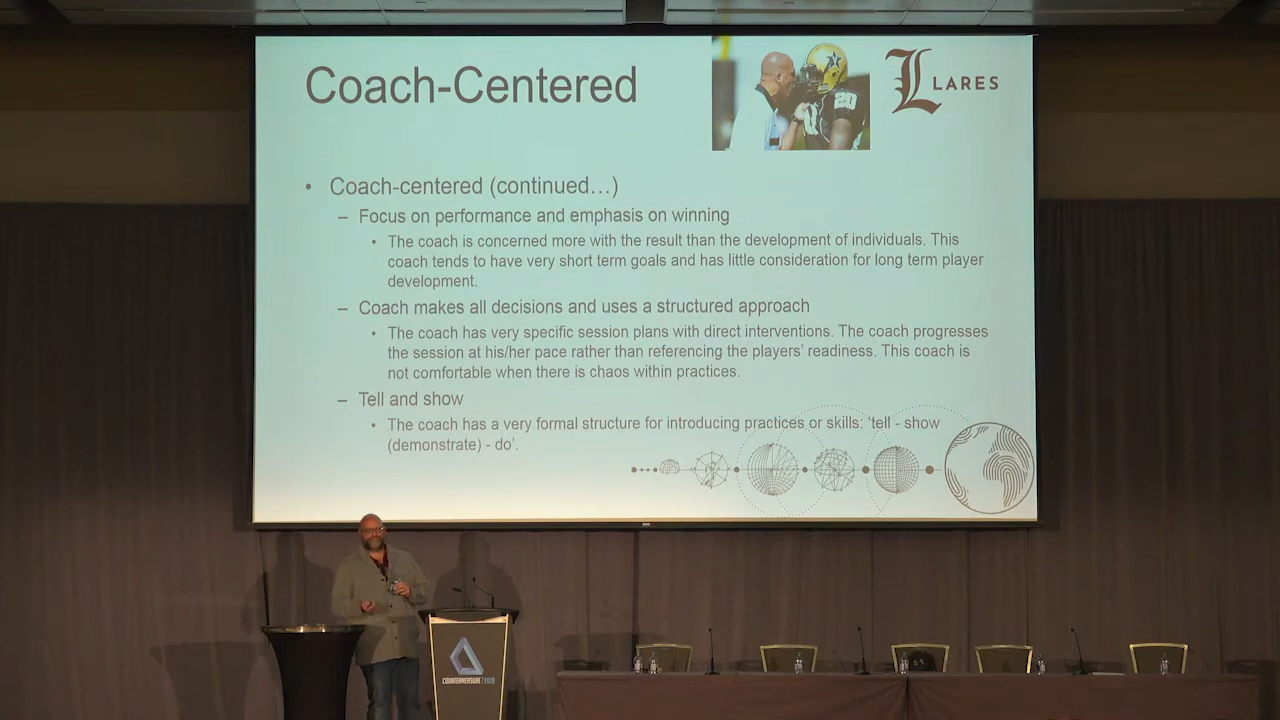 Coach-Centered
20
L LARES
• Coach-centered (continued…)
– Focus on performance and emphasis on winning
• The coach is concerned more with the result than the development of individuals. This
coach tends to have very short term goals and has little consideration for long term player
development.
– Coach makes all decisions and uses a structured approach
• The coach has very specific session plans with direct interventions. The coach progresses
the session at his/her pace rather than referencing the players’ readiness. This coach is
not comfortable when there is chaos within practices.
– Tell and show
• The coach has a very formal structure for introducing practices or skills: ‘tell - show
(demonstrate) - do’.
COUNTERMEASURE | 2019